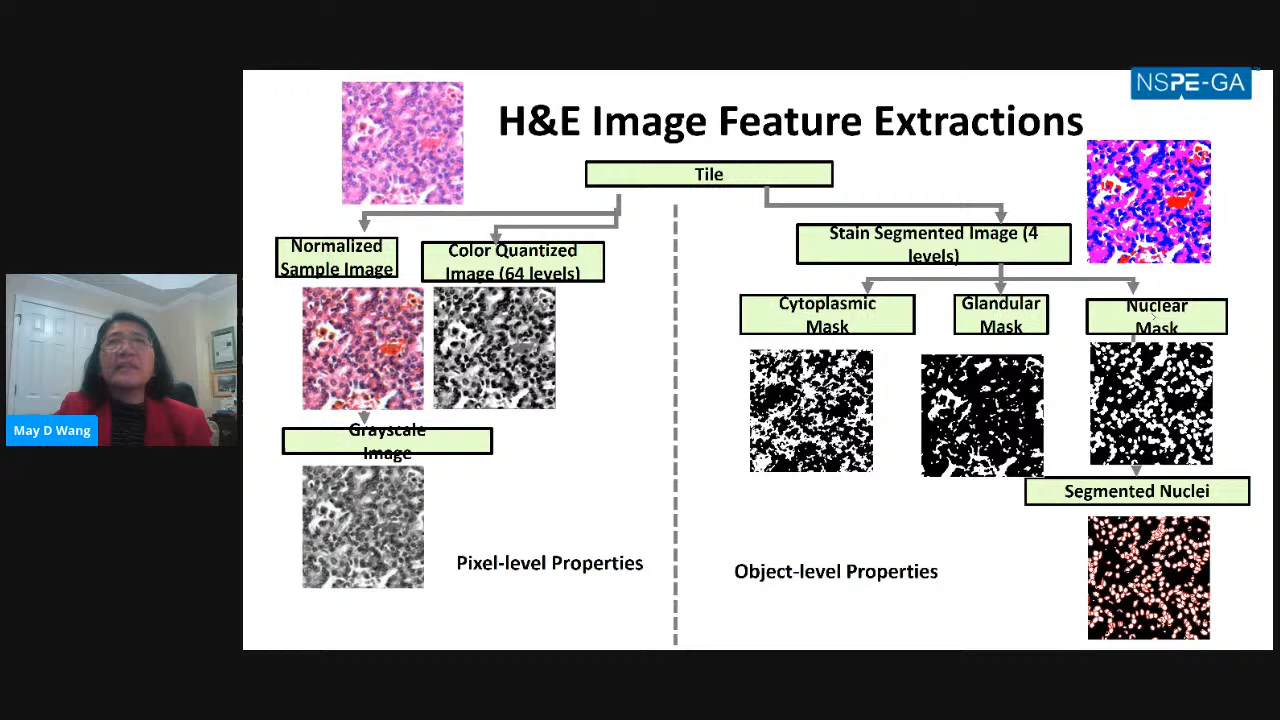 NSPE-GA
H&E Image Feature Extractions
Tile
Normalized
Sample Image
Color Quantized
Image (64 levels)
Stain Segmented Image (4
levels)
Cytoplasmic
Mask
Glandular
Mask
Nuclear
Mask
Grayscale
Image
Segmented Nuclei
Pixel-level Properties
Object-level Properties
May D Wang